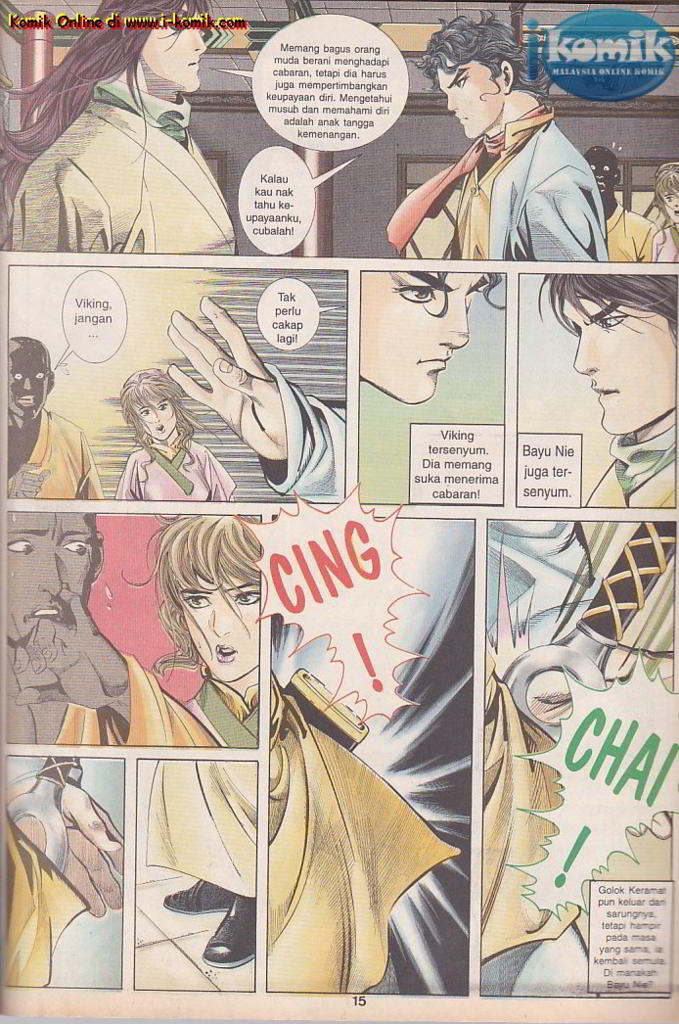 Komik Online di www.i-komik.com
ikomik
MALAYSIA ONLINE KOMIK
Memang bagus orang
muda berani menghadapi
cabaran, tetapi dia harus
juga mempertimbangkan
keupayaan diri. Mengetahui
musuh dan memahami diri
adalah anak tangga
kemenangan.
Kalau
kau nak
tahu ke-
upayaanku,
cubalah!
Viking,
jangan
...
Tak
perlu
cakap
lagi!
Viking
tersenyum.
Dia memang
suka menerima
cabaran!
Bayu Nie
juga ter-
senyum.
CING
!
CHAI
!
Golok Keramat
pun keluar dari
sarungnya,
tetapi hampir
pada masa
yang sama, ia
kembali semula.
Di manakah
Bayu Nie?
15